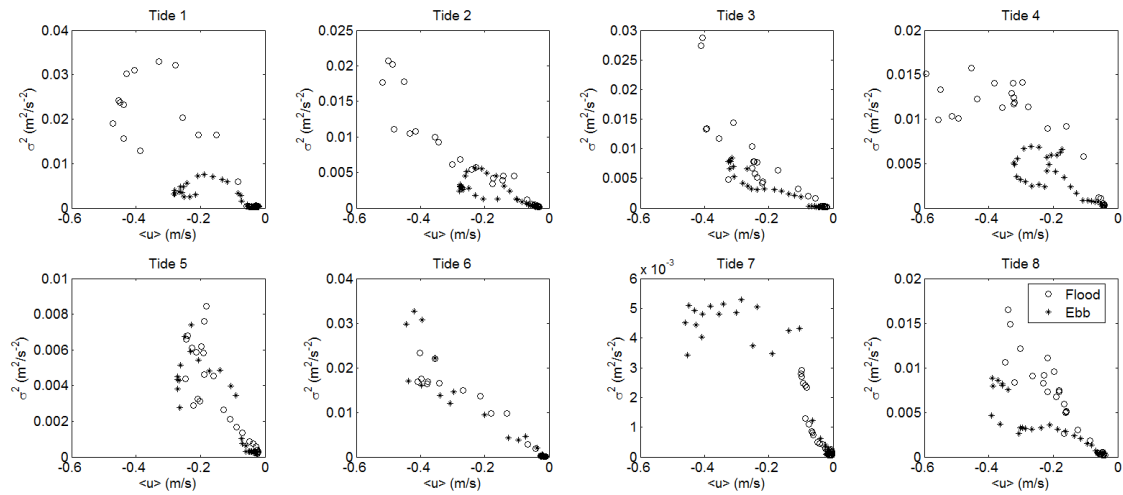 Tide 1
0.04
0.03
0.02
0.01
0
σ² (m²/s⁻²)
-0.6 -0.4 -0.2 0
<u> (m/s)
Tide 2
0.025
0.02
0.015
0.01
0.005
0
σ² (m²/s⁻²)
-0.6 -0.4 -0.2 0
<u> (m/s)
Tide 3
0.03
0.025
0.02
0.015
0.01
0.005
0
σ² (m²/s⁻²)
-0.6 -0.4 -0.2 0
<u> (m/s)
Tide 4
0.02
0.015
0.01
0.005
0
σ² (m²/s⁻²)
-0.6 -0.4 -0.2 0
<u> (m/s)
Tide 5
0.01
0.008
0.006
0.004
0.002
0
σ² (m²/s⁻²)
-0.6 -0.4 -0.2 0
<u> (m/s)
Tide 6
0.04
0.03
0.02
0.01
0
σ² (m²/s⁻²)
-0.6 -0.4 -0.2 0
<u> (m/s)
Tide 7
x 10⁻³
6
5
4
3
2
1
0
σ² (m²/s⁻²)
-0.6 -0.4 -0.2 0
<u> (m/s)
Tide 8
0.02
0.015
0.01
0.005
0
σ² (m²/s⁻²)
Flood
Ebb
-0.6 -0.4 -0.2 0
<u> (m/s)